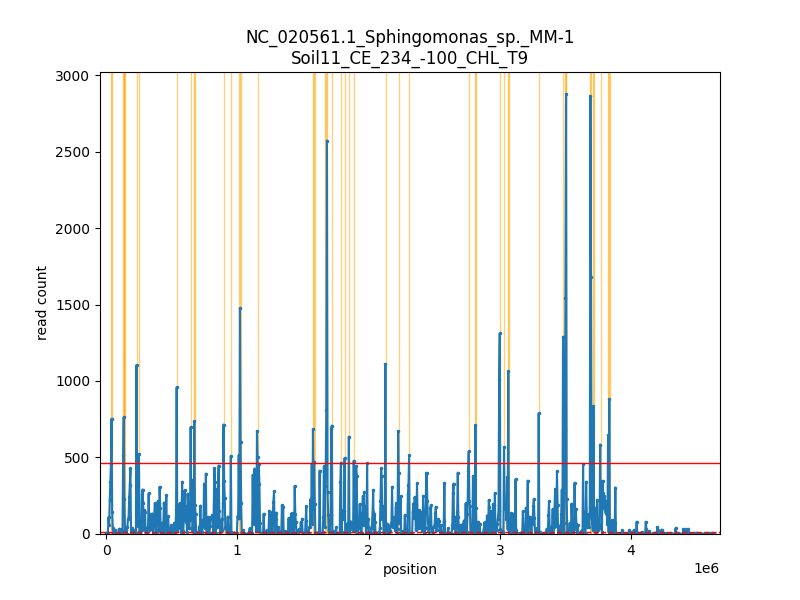 NC_020561.1_Sphingomonas_sp._MM-1
Soil11_CE_234_-100_CHL_T9
3000
2500
2000
1500
1000
500
0
read count
0 1 2 3 4
1e6
position